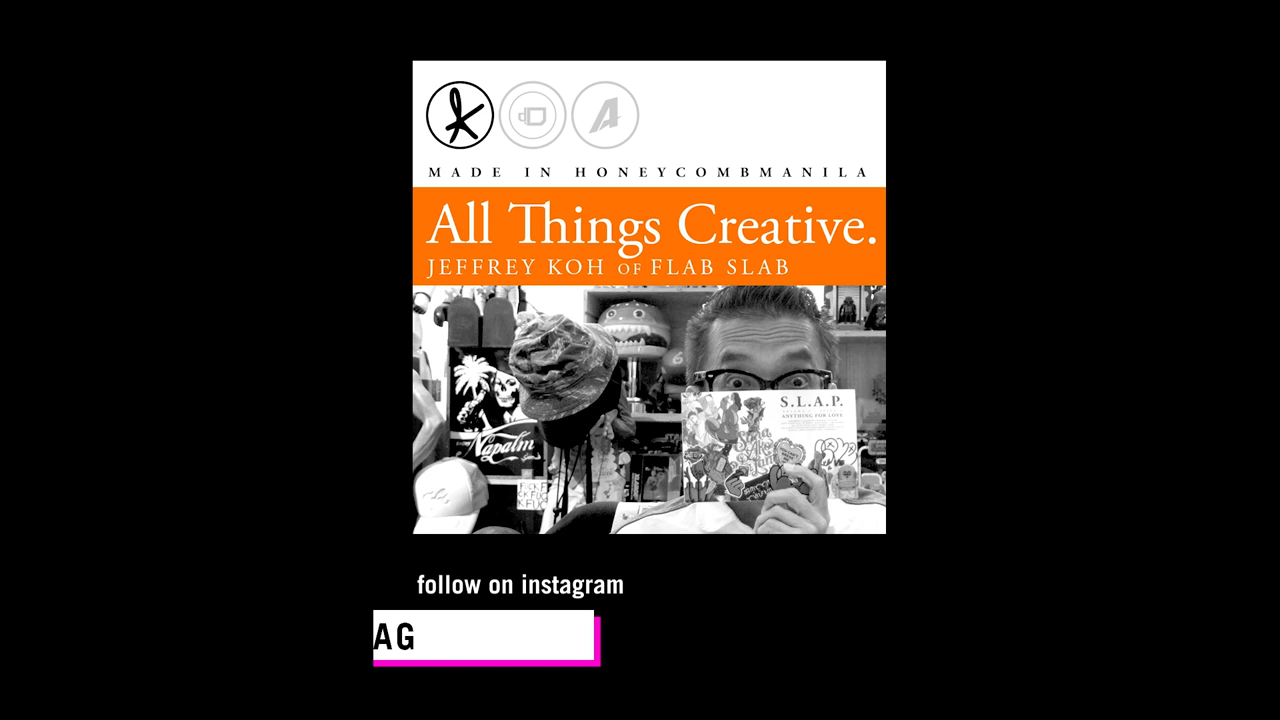 MADE IN HONEYCOMBMANILA
All Things Creative.
JEFFREY KOH OF FLAB SLAB
S.L.A.P.
ANYTHING FOR LOVE
Napalm
follow on instagram
AG